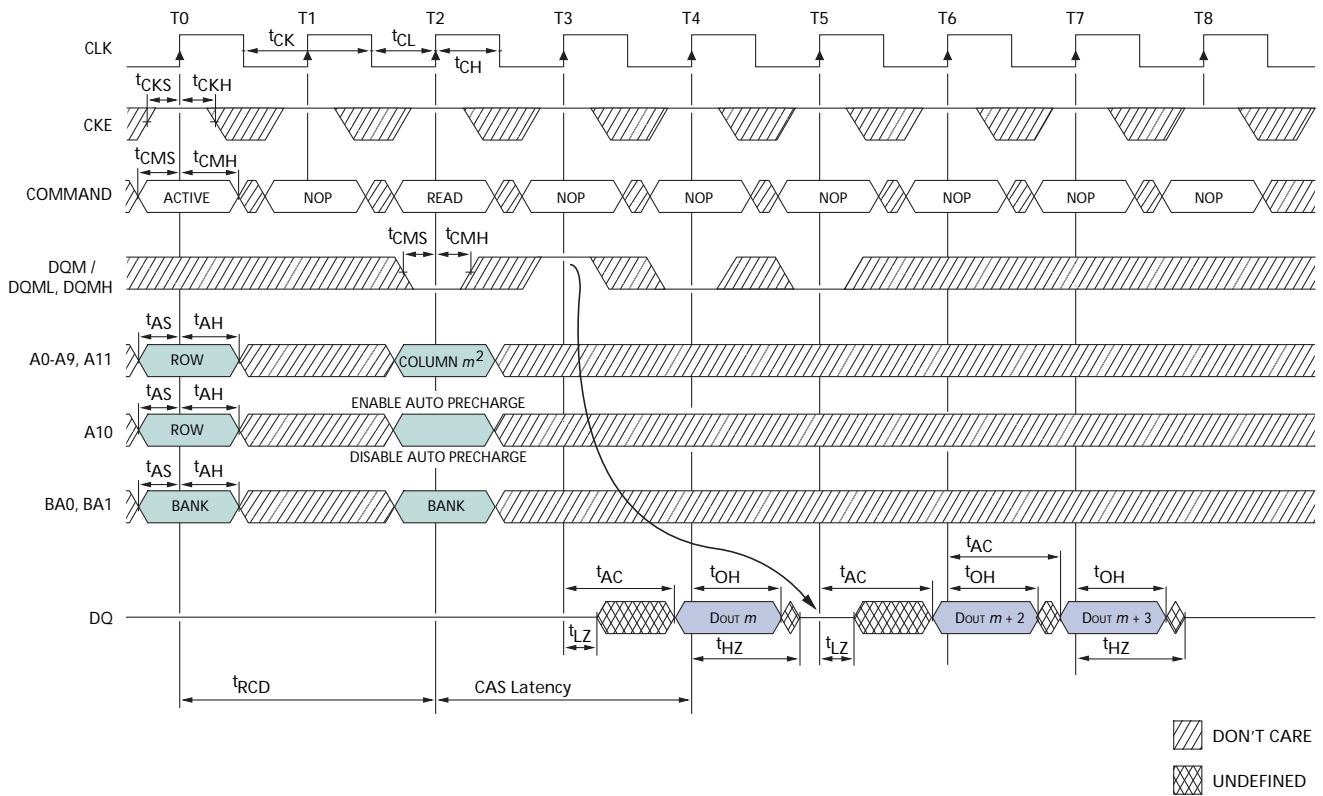 T0 T1 T2 T3 T4 T5 T6 T7 T8
CLK tCK tCL tCH
tCKS tCKH
CKE
tCMS tCMH
COMMAND ACTIVE NOP READ NOP NOP NOP NOP NOP NOP
tCMS tCMH
DQM /
DQML, DQMH
tAS tAH
A0-A9, A11 ROW COLUMN m2
tAS tAH ENABLE AUTO PRECHARGE
A10 ROW
DISABLE AUTO PRECHARGE
tAS tAH
BA0, BA1 BANK BANK
tAC
tAC tOH tAC tOH tOH
DQ DOUT m DOUT m + 2 DOUT m + 3
tLZ tHZ tLZ tHZ
tRCD CAS Latency
DON'T CARE
UNDEFINED